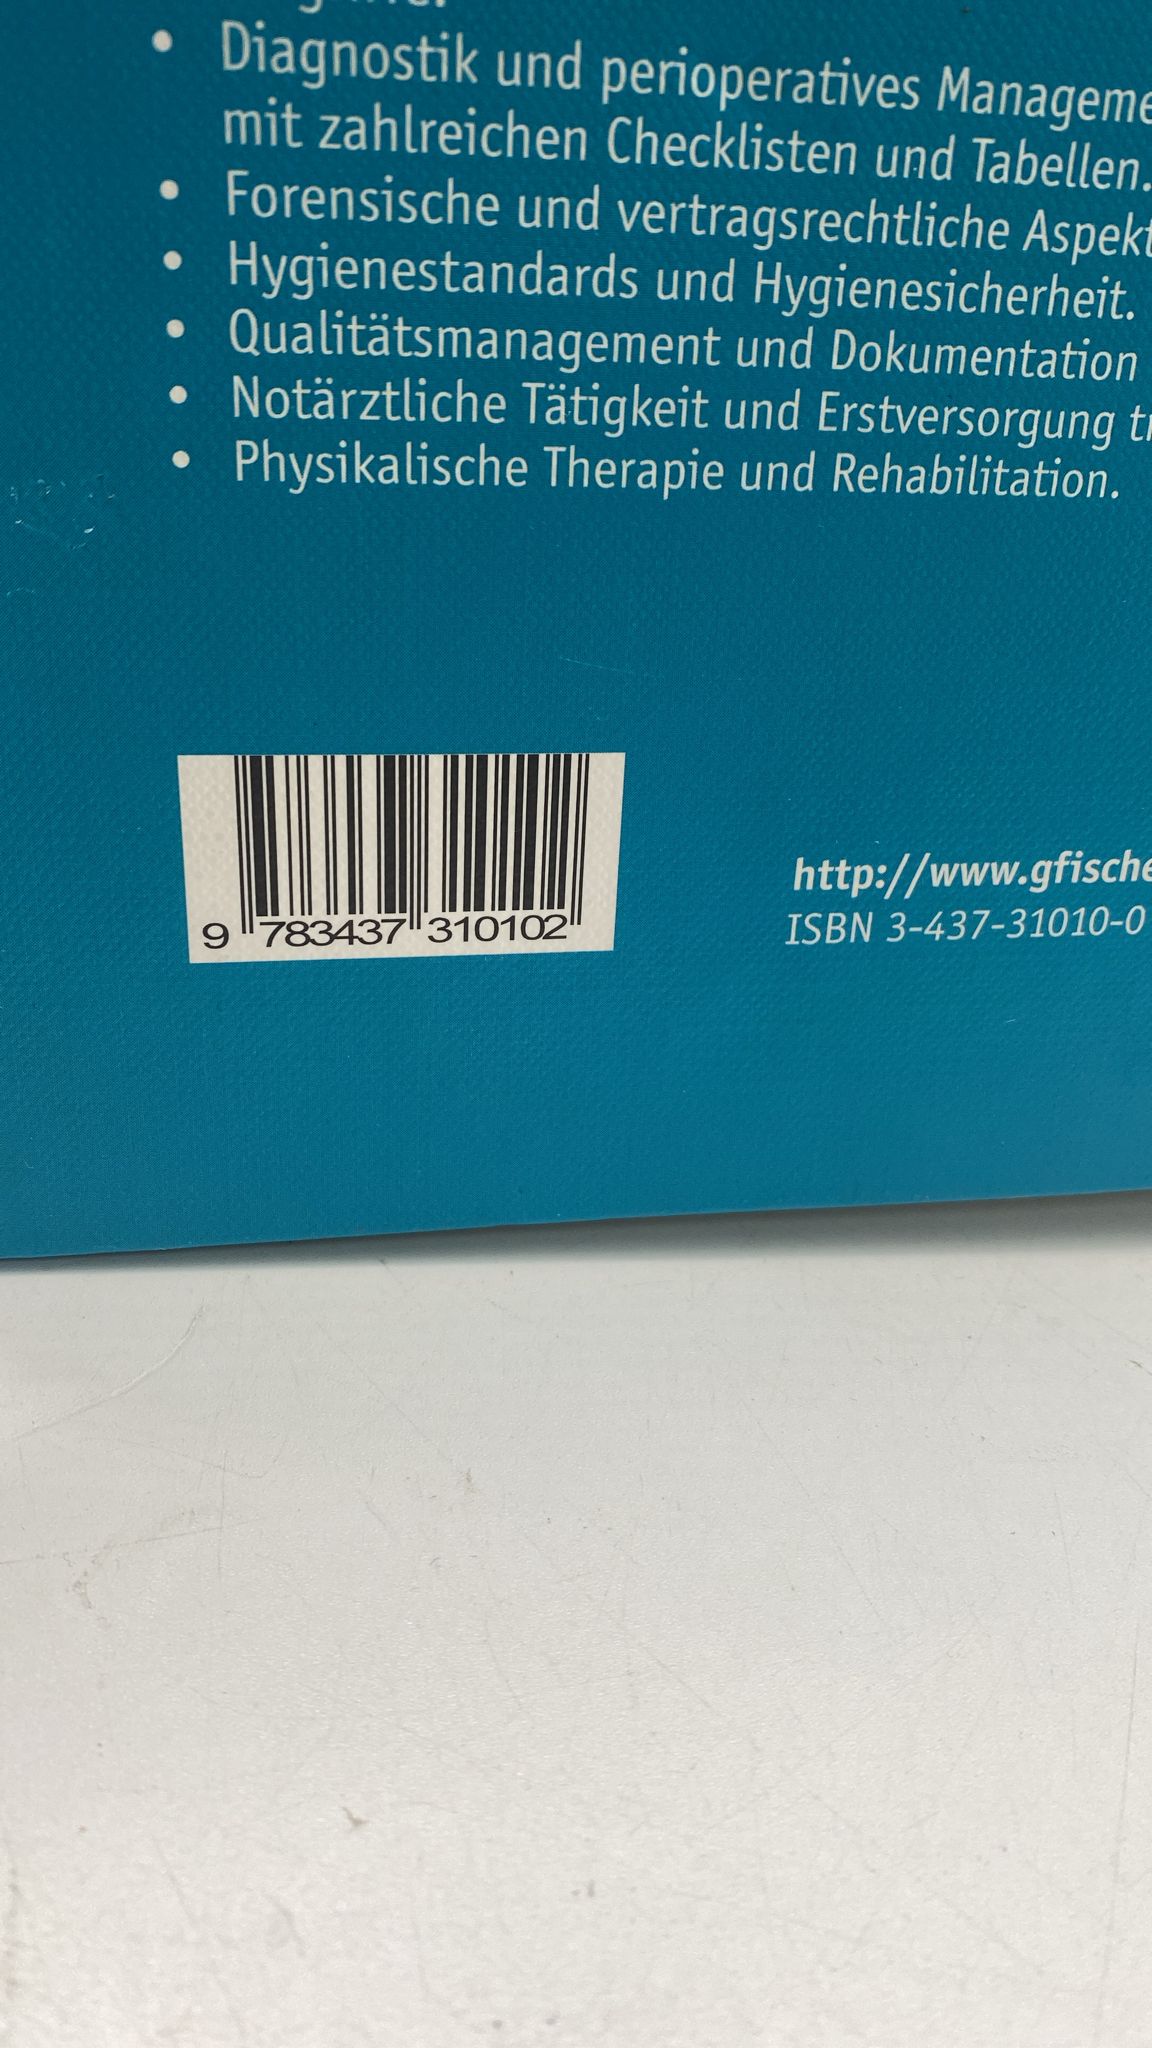 • Diagnostik und perioperatives Manageme
mit zahlreichen Checklisten und Tabellen.
• Forensische und vertragsrechtliche Aspekt
• Hygienestandards und Hygienesicherheit.
• Qualitätsmanagement und Dokumentation
• Notärztliche Tätigkeit und Erstversorgung
• Physikalische Therapie und Rehabilitation.
9 783437 310102
http://www.gfische
ISBN 3-437-31010-0